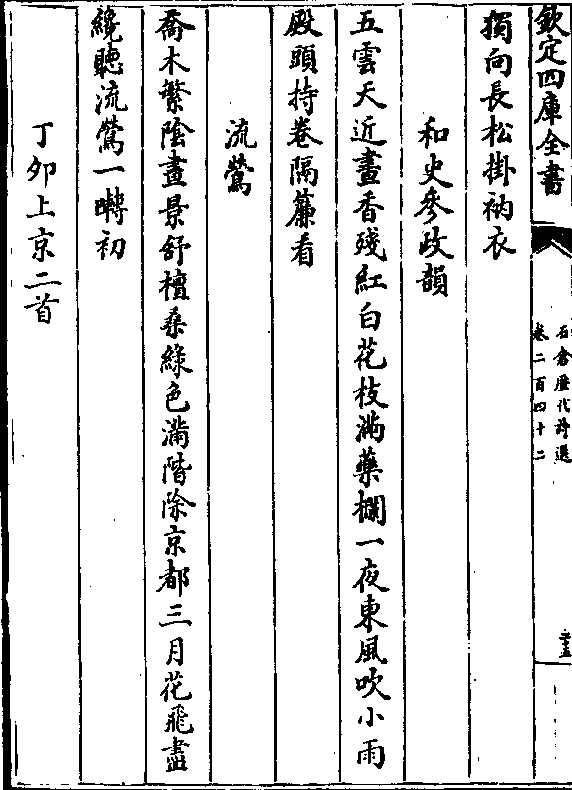 欽定四庫全書
石倉歷代詩選
卷二百四十二
獨向長松掛衲衣
和史參政韻
五雲天近晝香殘紅白花枝滿藥欄一夜東風吹小雨
殿頭持卷隔簾看
流鶯
喬木繁陰晝景舒檀桑綠色滿階除京都三月花飛盡
纔聽流鶯一囀初
丁卯上京二首